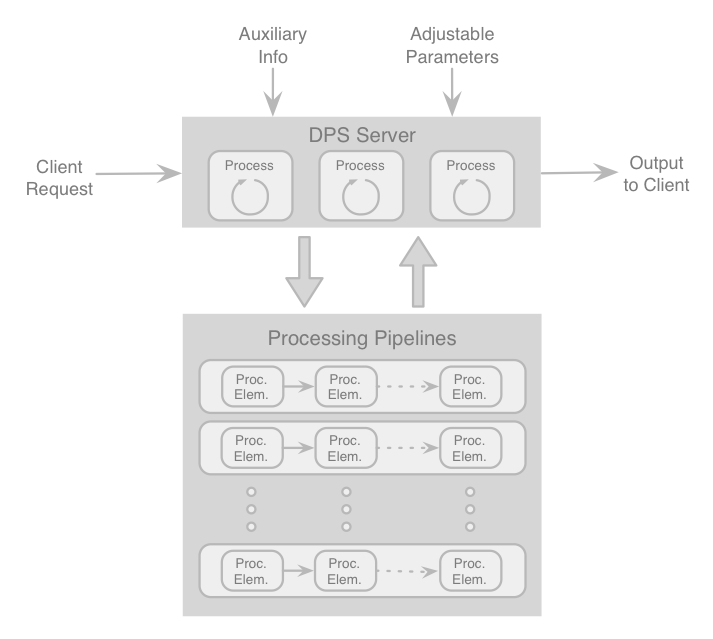 Auxiliary
Info
Adjustable
Parameters
DPS Server
Client
Request
Process
Process
Process
Output
to Client
Processing Pipelines
Proc.
Elem.
Proc.
Elem.
Proc.
Elem.
Proc.
Elem.
Proc.
Elem.
Proc.
Elem.
Proc.
Elem.
Proc.
Elem.
Proc.
Elem.